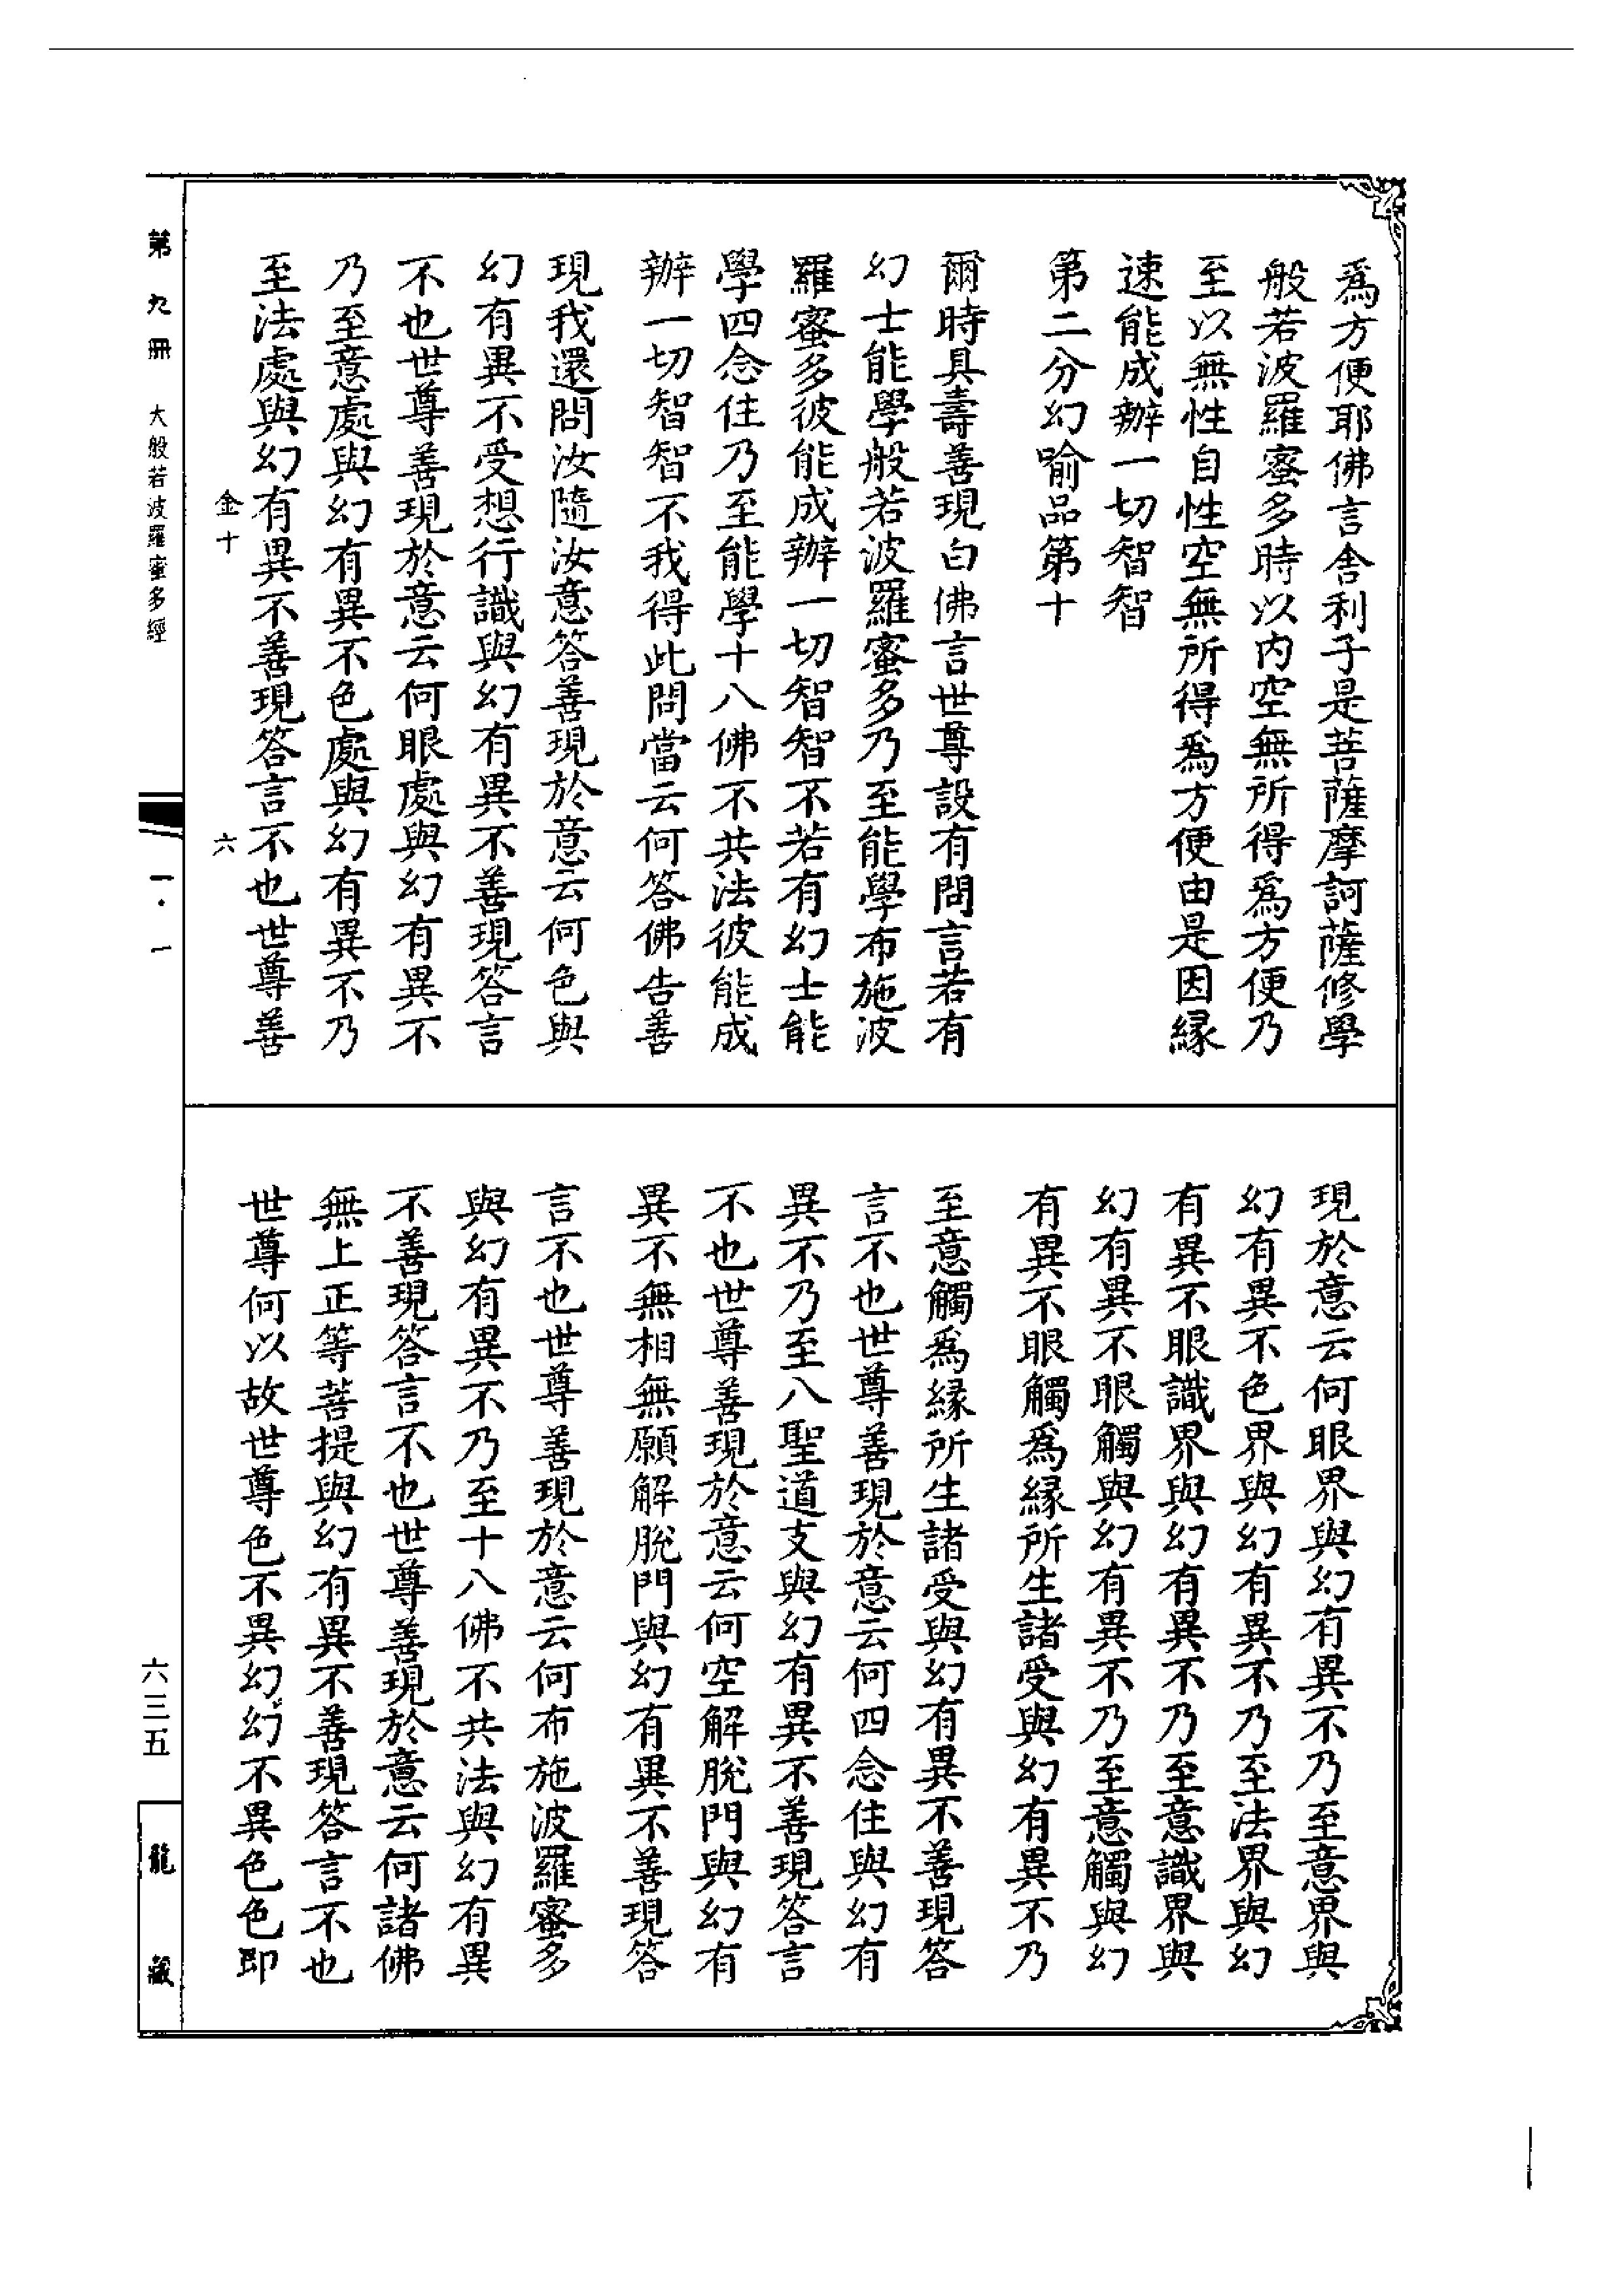 爲方便耶佛言舍利子是菩薩摩訶薩修學
般若波羅蜜多時以内空無所得爲方便乃
至以無性自性空無所得爲方便由是因緣
速能成辦一切智智
第二分幻喻品第十
爾時具壽善現白佛言世尊設有問言若有
幻士能學般若波羅蜜多乃至能學布施波
羅蜜多彼能成辦一切智智不若有幻士能
學四念住乃至能學十八佛不共法彼能成
辦一切智智不我得此問當云何答佛告善
現我還問汝隨汝意答善現於意云何色與
幻有異不受想行識與幻有異不善現答言
不也世尊善現於意云何眼處與幻有異不
乃至意處與幻有異不色處與幻有異不乃
至法處與幻有異不善現答言不也世尊善
現於意云何眼界與幻有異不乃至意界與
幻有異不色界與幻有異不乃至法界與幻
有異不眼識界與幻有異不乃至意識界與
幻有異不眼觸與幻有異不乃至意觸與幻
有異不眼觸爲緣所生諸受與幻有異不乃
至意觸爲緣所生諸受與幻有異不善現答
言不也世尊善現於意云何四念住與幻有
異不乃至八聖道支與幻有異不善現答言
不也世尊善現於意云何空解脫門與幻有
異不無相無願解脫門與幻有異不善現答
言不也世尊善現於意云何布施波羅蜜多
與幻有異不乃至十八佛不共法與幻有異
不善現答言不也世尊善現於意云何諸佛
無上正等菩提與幻有異不善現答言不也
世尊何以故世尊色不異幻幻不異色色即
金十 六
第九冊 大般若波羅蜜多經 一·一
六三五
龍藏